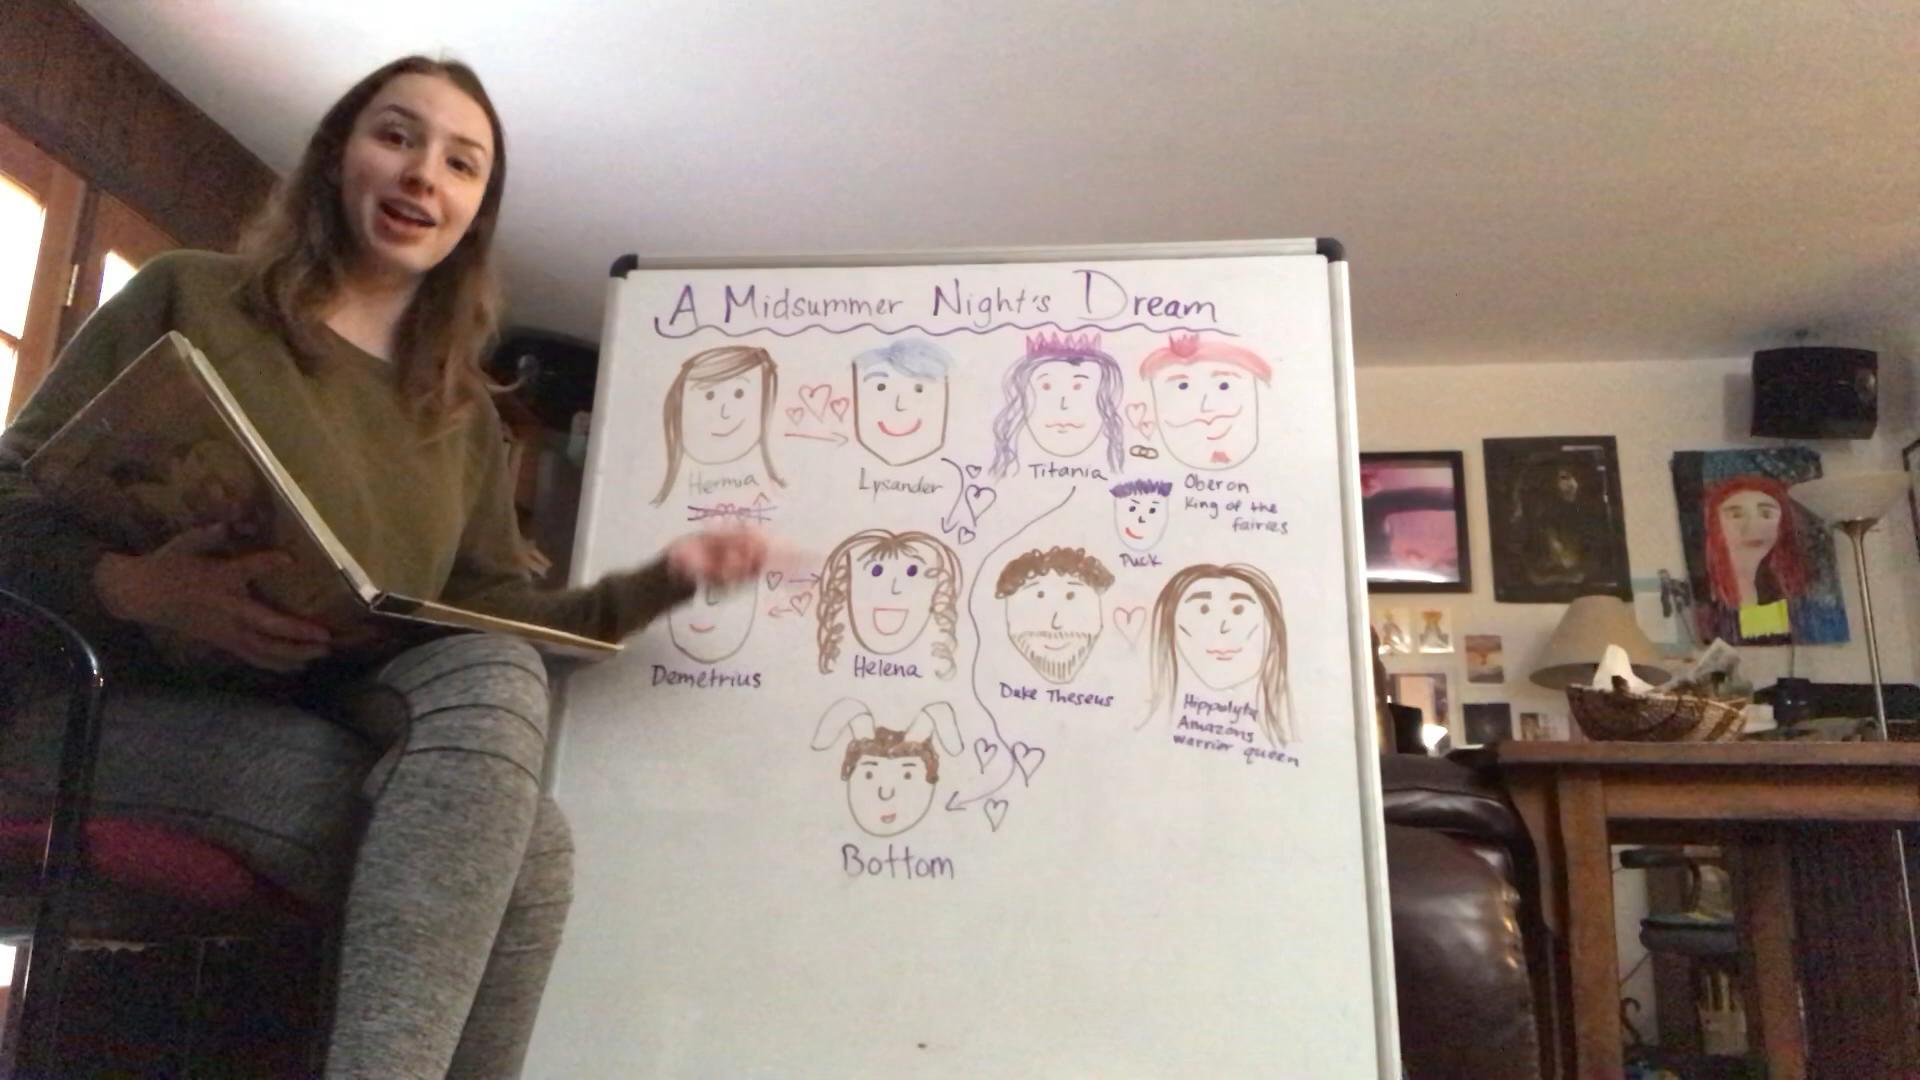 A Midsummer Night's Dream
Hermia
Lysander
Titania
Oberon
King of the
fairies
Puck
Demetrius
Helena
Duke Theseus
Hippolyta
Amazons
warrior queen
Bottom